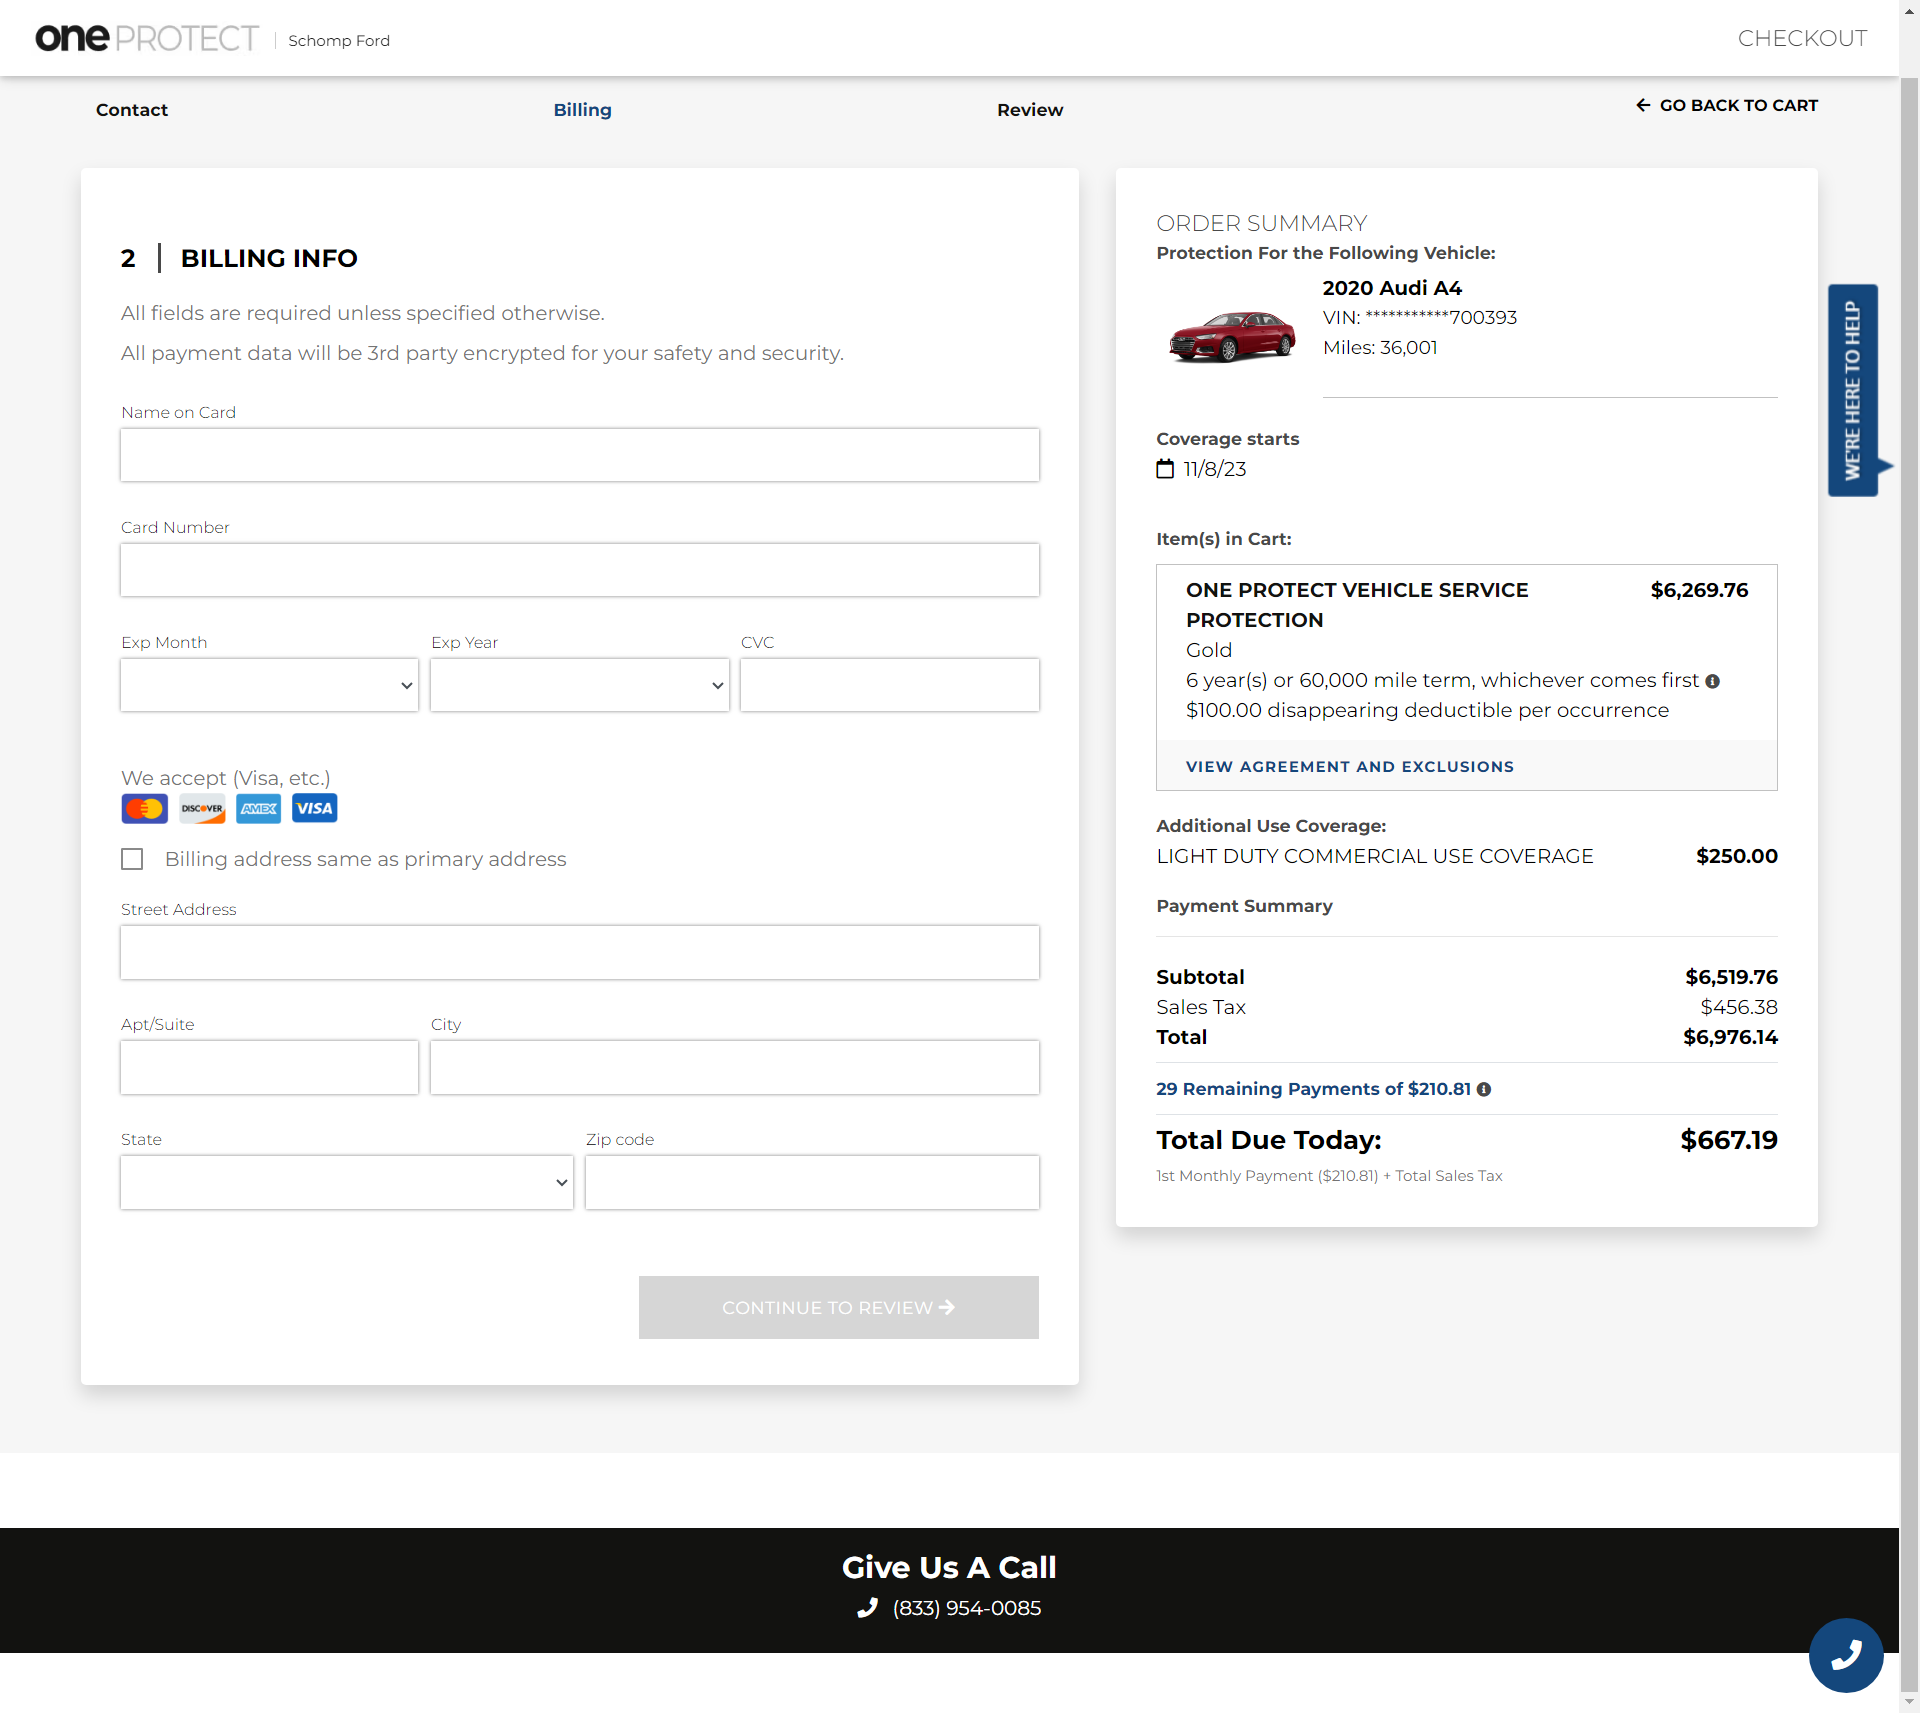 one PROTECT
Schomp Ford
CHECKOUT
Contact
Billing
Review
GO BACK TO CART
2
BILLING INFO
All fields are required unless specified otherwise.
All payment data will be 3rd party encrypted for your safety and security.
Name on Card
Card Number
Exp Month
Exp Year
CVC
We accept (Visa, etc.)
DISCOVER
AMEX
VISA
Billing address same as primary address
Street Address
Apt/Suite
City
State
Zip code
CONTINUE TO REVIEW
ORDER SUMMARY
Protection For the Following Vehicle:
2020 Audi A4
VIN: ***********700393
Miles: 36,001
Coverage starts
11/8/23
Item(s) in Cart:
ONE PROTECT VEHICLE SERVICE PROTECTION $6,269.76
Gold
6 year(s) or 60,000 mile term, whichever comes first
$100.00 disappearing deductible per occurrence
VIEW AGREEMENT AND EXCLUSIONS
Additional Use Coverage:
LIGHT DUTY COMMERCIAL USE COVERAGE $250.00
Payment Summary
Subtotal $6,519.76
Sales Tax $456.38
Total $6,976.14
29 Remaining Payments of $210.81
Total Due Today: $667.19
1st Monthly Payment ($210.81) + Total Sales Tax
WE'RE HERE TO HELP
Give Us A Call
(833) 954-0085